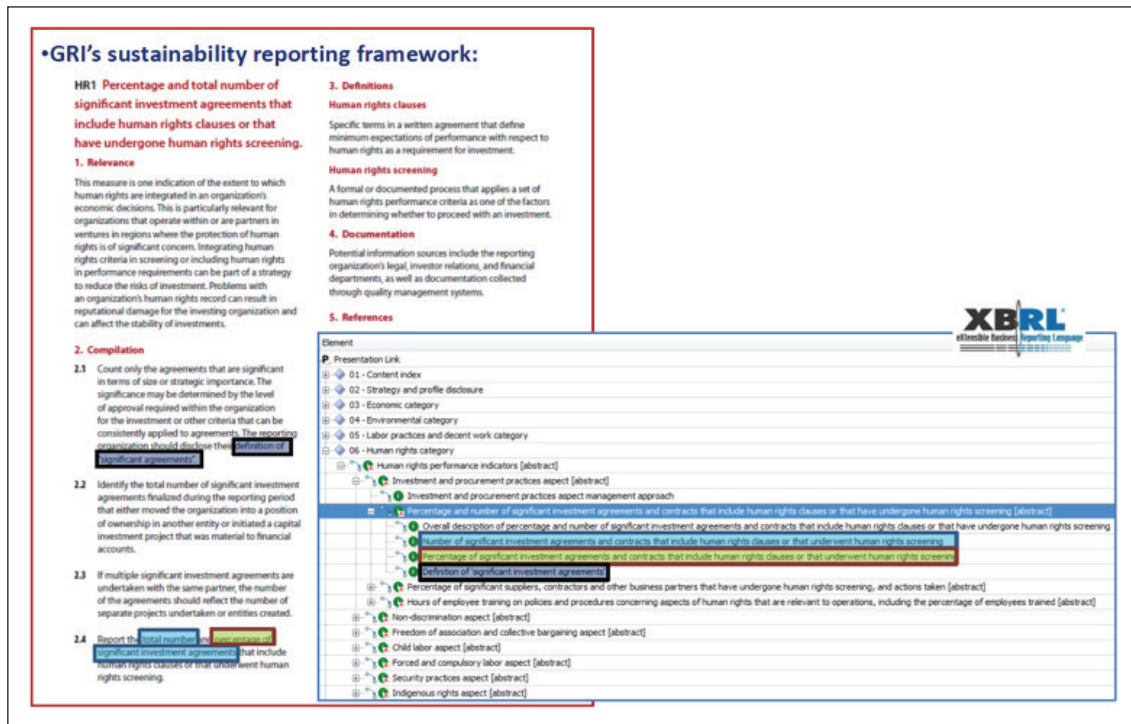 •GRI's sustainability reporting framework:
HR1 Percentage and total number of
significant investment agreements that
include human rights clauses or that
have undergone human rights screening.
1. Relevance
This measure is one indication of the extent to which
human rights are integrated in an organization's
economic decisions. This is particularly relevant for
organizations that operate within or are partners in
ventures in regions where the protection of human
rights is of significant concern. Integrating human
rights criteria in screening or including human rights
in performance requirements can be part of a strategy
to reduce the risks of investment. Problems with
an organization's human rights record can result in
reputational damage for the investing organization and
can affect the stability of investments.
2. Compilation
2.1 Count only the agreements that are significant
in terms of size or strategic importance. The
significance may be determined by the level
of approval required within the organization
for the investment or other criteria that can be
consistently applied to agreements. The reporting
organization should disclose their definition of
"significant agreements".
2.2 Identify the total number of significant investment
agreements finalized during the reporting period
that either moved the organization into a position
of ownership in another entity or initiated a capital
investment project that was material to financial
accounts.
2.3 If multiple significant investment agreements are
undertaken with the same partner, the number
of the agreements should reflect the number of
separate projects undertaken or entities created.
2.4 Report the total number and percentage of
significant investment agreements that include
human rights clauses or that underwent human
rights screening.
3. Definitions
Human rights clauses
Specific terms in a written agreement that define
minimum expectations of performance with respect to
human rights as a requirement for investment.
Human rights screening
A formal or documented process that applies a set of
human rights performance criteria as one of the factors
in determining whether to proceed with an investment.
4. Documentation
Potential information sources include the reporting
organization's legal, investor relations, and financial
departments, as well as documentation collected
through quality management systems.
5. References
XBRL
eXtensible Business Reporting Language
Element
P Presentation Link
01 - Content index
02 - Strategy and profile disclosure
03 - Economic category
04 - Environmental category
05 - Labor practices and decent work category
06 - Human rights category
Human rights performance indicators [abstract]
Investment and procurement practices aspect [abstract]
Investment and procurement practices aspect management approach
Percentage and number of significant investment agreements and contracts that include human rights clauses or that have undergone human rights screening [abstract]
Overall description of percentage and number of significant investment agreements and contracts that include human rights clauses or that have undergone human rights screening
Number of significant investment agreements and contracts that include human rights clauses or that underwent human rights screening
Percentage of significant investment agreements and contracts that include human rights clauses or that underwent human rights screening
Definition of 'significant investment agreements'
Percentage of significant suppliers, contractors and other business partners that have undergone human rights screening, and actions taken [abstract]
Hours of employee training on policies and procedures concerning aspects of human rights that are relevant to operations, including the percentage of employees trained [abstract]
Non-discrimination aspect [abstract]
Freedom of association and collective bargaining aspect [abstract]
Child labor aspect [abstract]
Forced and compulsory labor aspect [abstract]
Security practices aspect [abstract]
Indigenous rights aspect [abstract]